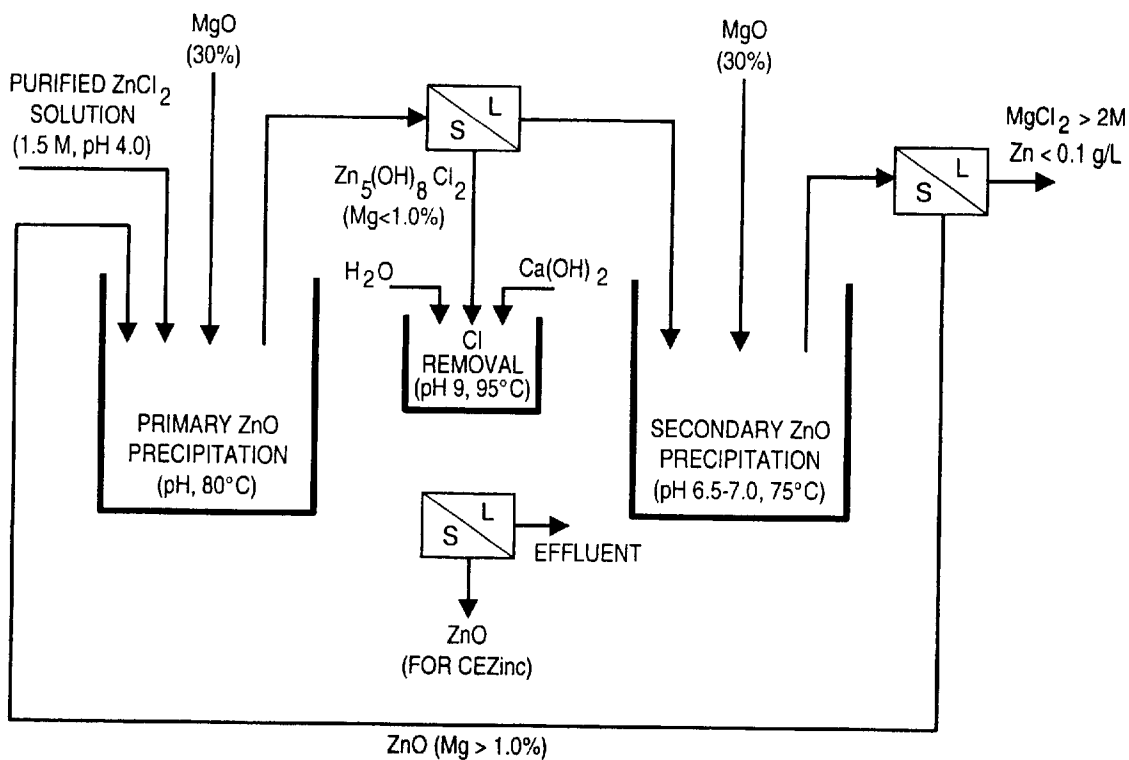 MgO
(30%)
MgO
(30%)
PURIFIED ZnCl2
SOLUTION
(1.5 M, pH 4.0)
L
S
MgCl2 > 2M
Zn < 0.1 g/L
L
S
Zn5(OH)8 Cl2
(Mg<1.0%)
H2O
Ca(OH) 2
Cl
REMOVAL
(pH 9, 95°C)
PRIMARY ZnO
PRECIPITATION
(pH, 80°C)
SECONDARY ZnO
PRECIPITATION
(pH 6.5-7.0, 75°C)
L
S
EFFLUENT
ZnO
(FOR CEZinc)
ZnO (Mg > 1.0%)